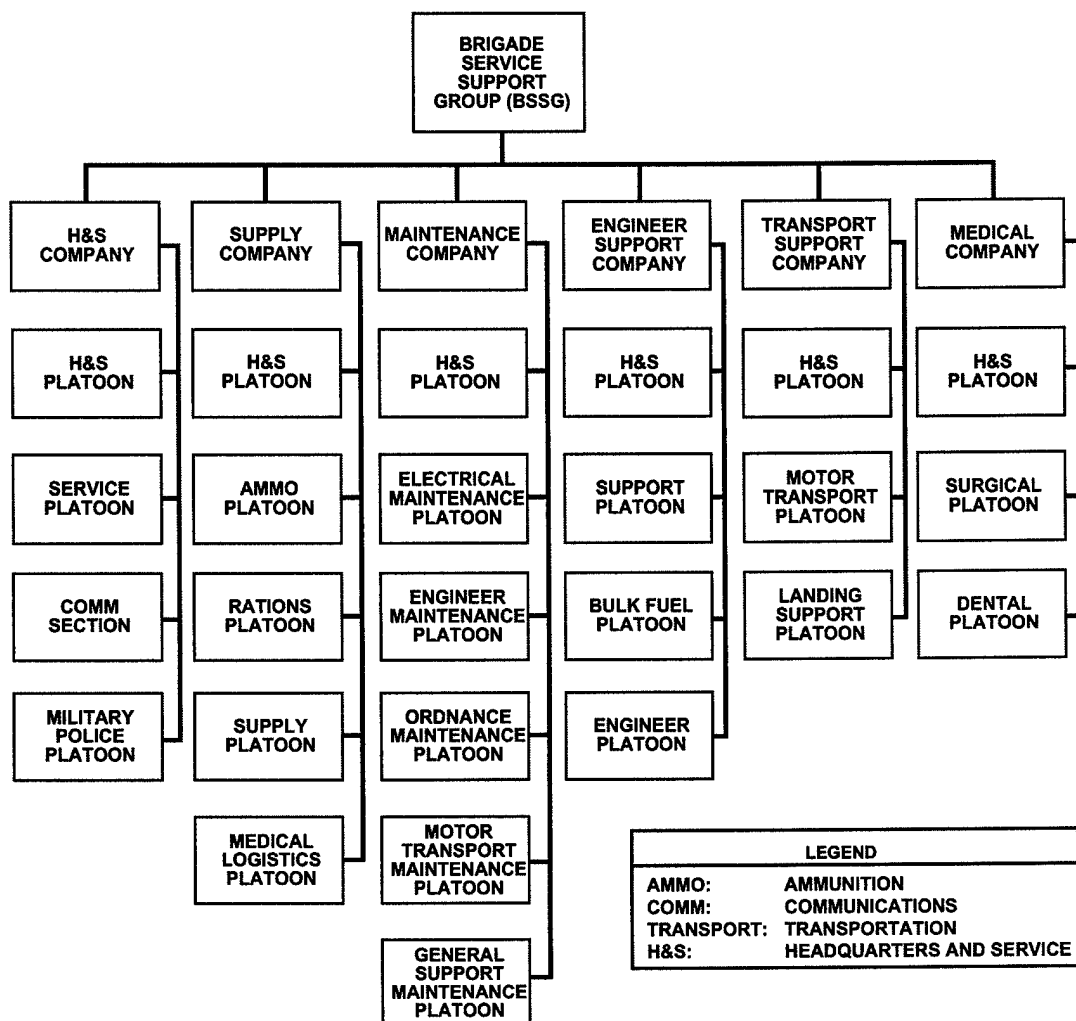 BRIGADE
SERVICE
SUPPORT
GROUP (BSSG)
H&S
COMPANY
SUPPLY
COMPANY
MAINTENANCE
COMPANY
ENGINEER
SUPPORT
COMPANY
TRANSPORT
SUPPORT
COMPANY
MEDICAL
COMPANY
H&S
PLATOON
H&S
PLATOON
H&S
PLATOON
H&S
PLATOON
H&S
PLATOON
H&S
PLATOON
SERVICE
PLATOON
AMMO
PLATOON
ELECTRICAL
MAINTENANCE
PLATOON
SUPPORT
PLATOON
MOTOR
TRANSPORT
PLATOON
SURGICAL
PLATOON
COMM
SECTION
RATIONS
PLATOON
ENGINEER
MAINTENANCE
PLATOON
BULK FUEL
PLATOON
LANDING
SUPPORT
PLATOON
DENTAL
PLATOON
MILITARY
POLICE
PLATOON
SUPPLY
PLATOON
ORDNANCE
MAINTENANCE
PLATOON
ENGINEER
PLATOON
MEDICAL
LOGISTICS
PLATOON
MOTOR
TRANSPORT
MAINTENANCE
PLATOON
GENERAL
SUPPORT
MAINTENANCE
PLATOON
LEGEND
AMMO: AMMUNITION
COMM: COMMUNICATIONS
TRANSPORT: TRANSPORTATION
H&S: HEADQUARTERS AND SERVICE